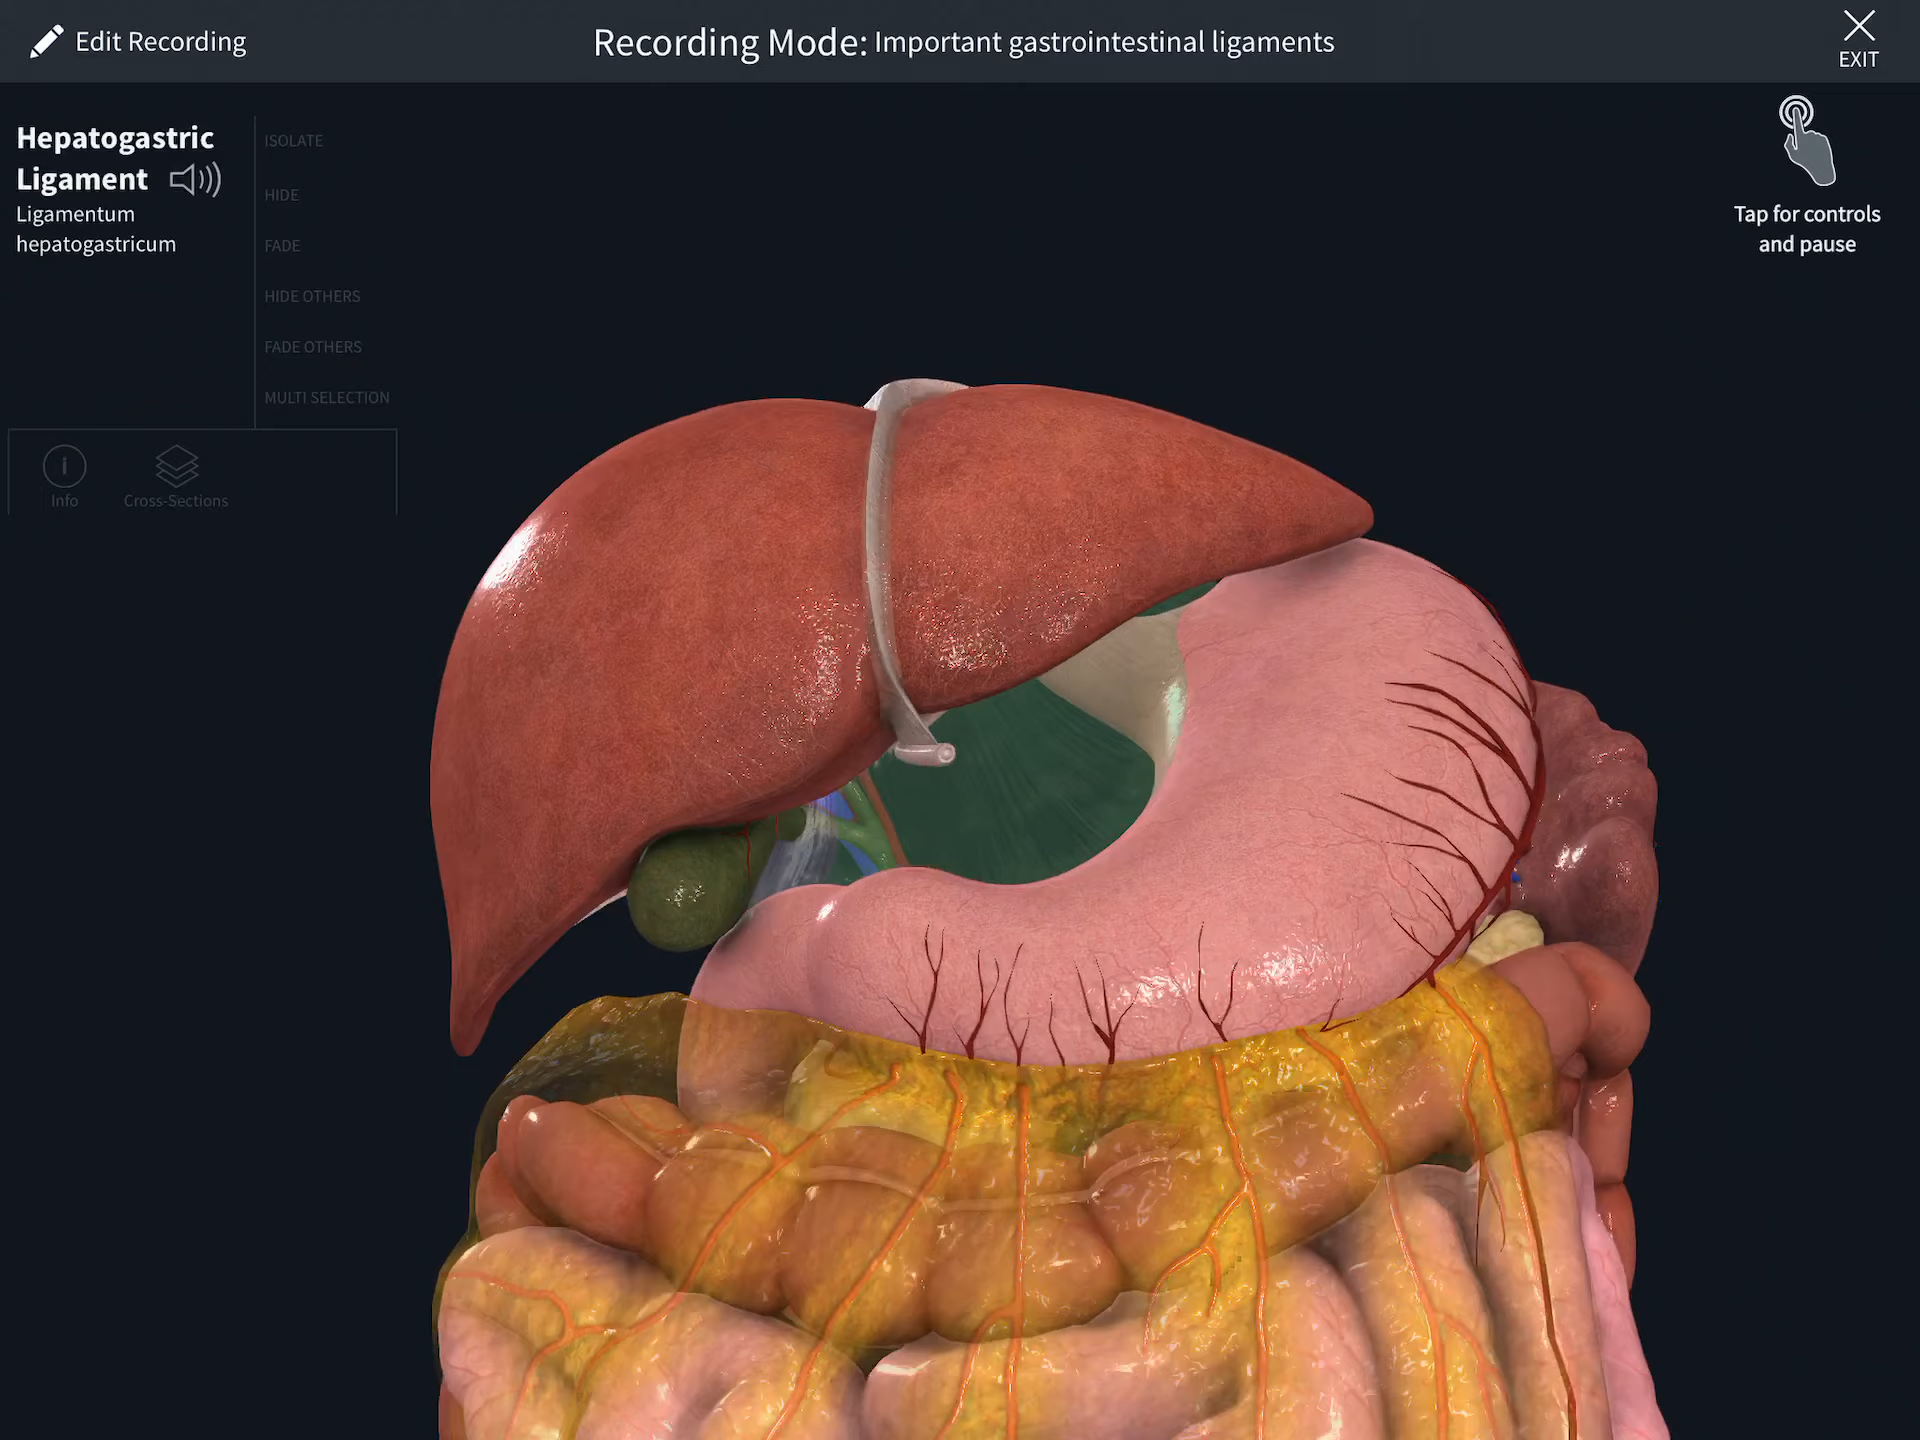 Edit Recording
Recording Mode: Important gastrointestinal ligaments
EXIT
Hepatogastric
Ligament
Ligamentum
hepatogastricum
ISOLATE
HIDE
FADE
HIDE OTHERS
FADE OTHERS
MULTI SELECTION
Info
Cross-Sections
Tap for controls
and pause